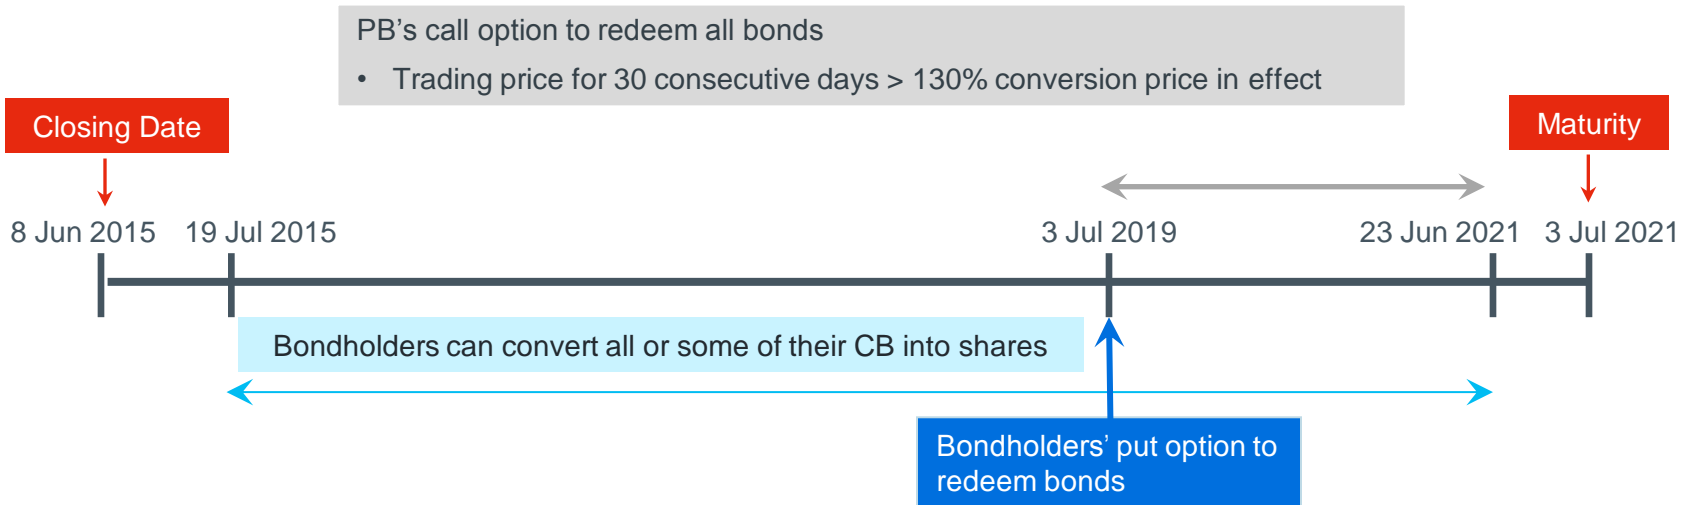 PB’s call option to redeem all bonds
• Trading price for 30 consecutive days > 130% conversion price in effect
Closing Date
Maturity
8 Jun 2015
19 Jul 2015
3 Jul 2019
23 Jun 2021
3 Jul 2021
Bondholders can convert all or some of their CB into shares
Bondholders’ put option to
redeem bonds